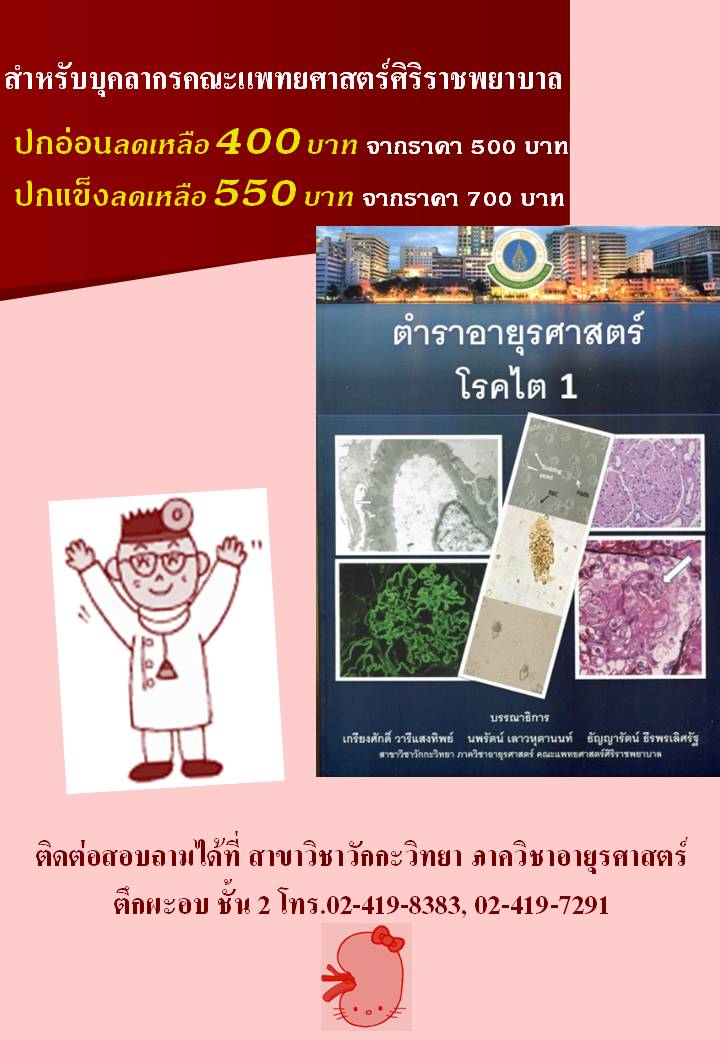 สำหรับบุคลากรคณะแพทยศาสตร์ศิริราชพยาบาล
ปกอ่อนลดเหลือ 400 บาท จากราคา 500 บาท
ปกแข็งลดเหลือ 550 บาท จากราคา 700 บาท
ตำราอายุรศาสตร์
โรคไต 1
budding
yeast
RBC
PMN
บรรณาธิการ
เกรียงศักดิ์ วารีแสงทิพย์ นพรัตน์ เลาวหุตานนท์ ธัญญารัตน์ ธีรพรเลิศรัฐ
สาขาวิชาวักกะวิทยา ภาควิชาอายุรศาสตร์ คณะแพทยศาสตร์ศิริราชพยาบาล
ติดต่อสอบถามได้ที่ สาขาวิชาวักกะวิทยา ภาควิชาอายุรศาสตร์
ตึกผะอบ ชั้น 2 โทร.02-419-8383, 02-419-7291